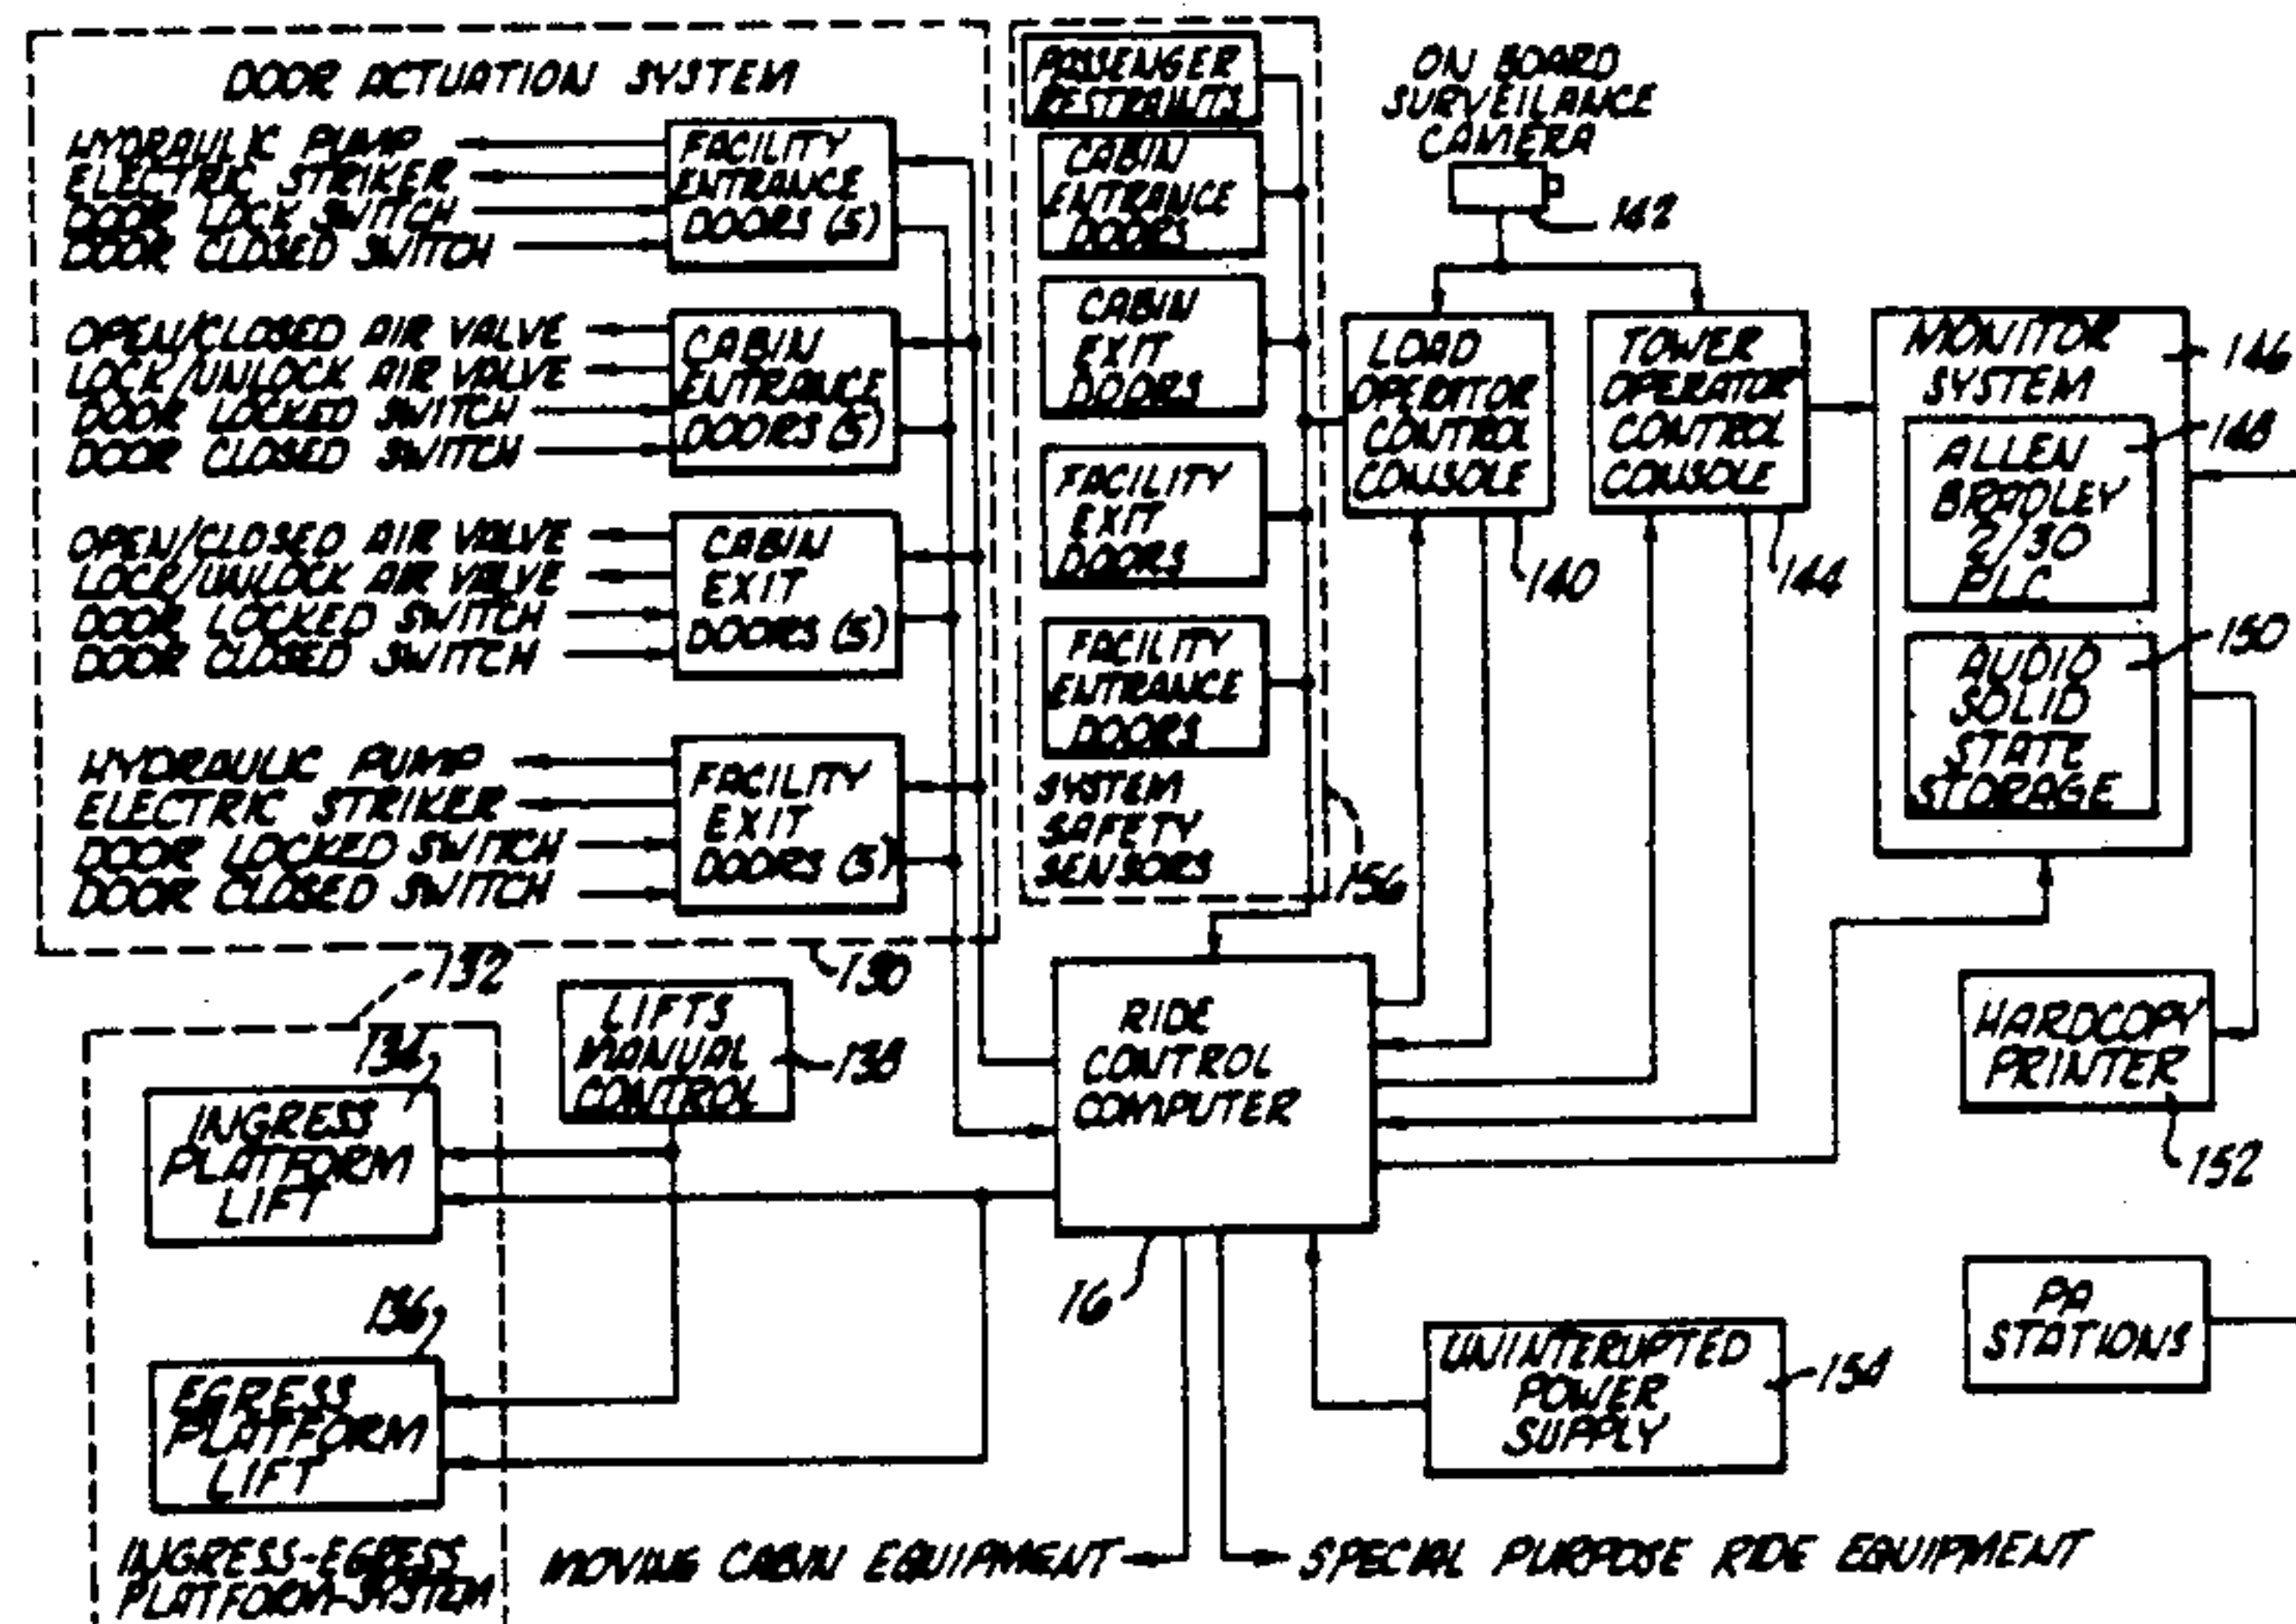 DOOR ACTUATION SYSTEM
HYDRAULIC PUMP
ELECTRIC STRIKER
DOOR LOCK SWITCH
DOOR CLOSED SWITCH
FACILITY
ENTRANCE
DOORS (5)
OPEN/CLOSED AIR VALVE
LOCK/UNLOCK AIR VALVE
DOOR LOCKED SWITCH
DOOR CLOSED SWITCH
CABIN
ENTRANCE
DOORS (5)
OPEN/CLOSED AIR VALVE
LOCK/UNLOCK AIR VALVE
DOOR LOCKED SWITCH
DOOR CLOSED SWITCH
CABIN
EXIT
DOORS (5)
HYDRAULIC PUMP
ELECTRIC STRIKER
DOOR LOCKED SWITCH
DOOR CLOSED SWITCH
FACILITY
EXIT
DOORS (5)
130
PASSENGER
RESTRAINTS
CABIN
ENTRANCE
DOORS
CABIN
EXIT
DOORS
FACILITY
EXIT
DOORS
FACILITY
ENTRANCE
DOORS
SYSTEM
SAFETY
SENSORS
156
ON BOARD
SURVEILANCE
CAMERA
142
LOAD
OPERATOR
CONTROL
CONSOLE
140
TOWER
OPERATOR
CONTROL
CONSOLE
144
MONITOR
SYSTEM
146
ALLEN
BRADLEY
2/30
PLC
148
AUDIO
SOLID
STATE
STORAGE
150
132
134
INGRESS
PLATFORM
LIFT
LIFTS
MANUAL
CONTROL
138
RIDE
CONTROL
COMPUTER
16
HARDCOPY
PRINTER
152
136
EGRESS
PLATFORM
LIFT
INGRESS-EGRESS
PLATFORM-SYSTEM
UNINTERUPTED
POWER
SUPPLY
154
PA
STATIONS
MOVING CABIN EQUIPMENT
SPECIAL PURPOSE RIDE EQUIPMENT